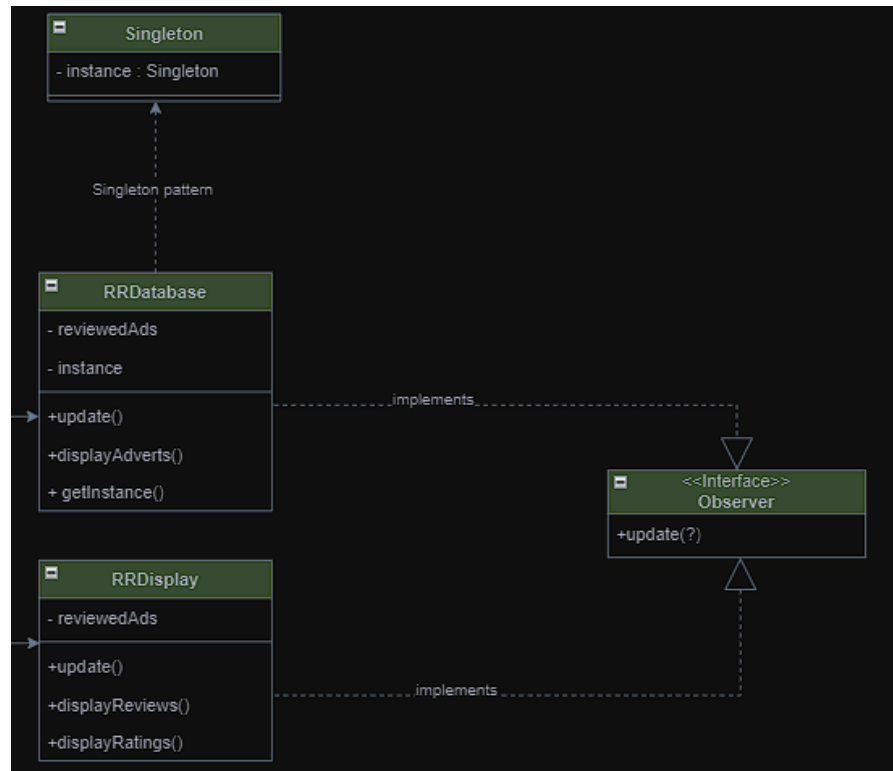 Singleton
- instance : Singleton
Singleton pattern
RRDatabase
- reviewedAds
- instance
+update()
+displayAdverts()
+ getInstance()
implements
<<Interface>>
Observer
+update(?)
RRDisplay
- reviewedAds
+update()
+displayReviews()
+displayRatings()
implements